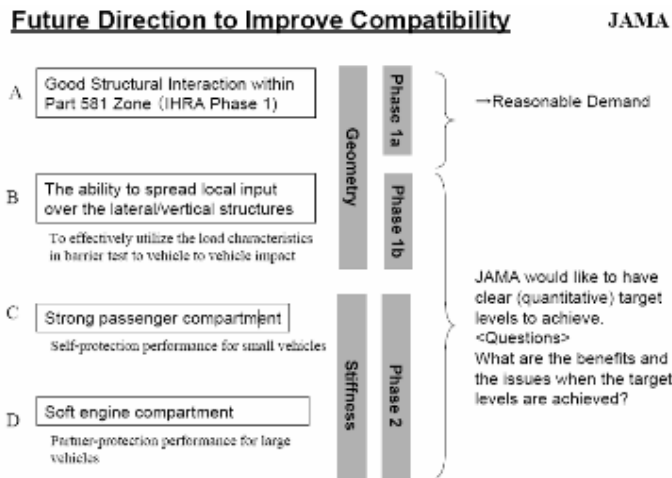 Future Direction to Improve Compatibility
JAMA
A
Good Structural Interaction within
Part 581 Zone (IHRA Phase 1)
Geometry
Phase 1a
→Reasonable Demand
B
The ability to spread local input
over the lateral/vertical structures
To effectively utilize the load characteristics
in barrier test to vehicle to vehicle impact
Phase 1b
C
Strong passenger compartment
Self-protection performance for small vehicles
D
Soft engine compartment
Partner-protection performance for large
vehicles
Stiffness
Phase 2
JAMA would like to have
clear (quantitative) target
levels to achieve.
<Questions>
What are the benefits and
the issues when the target
levels are achieved?